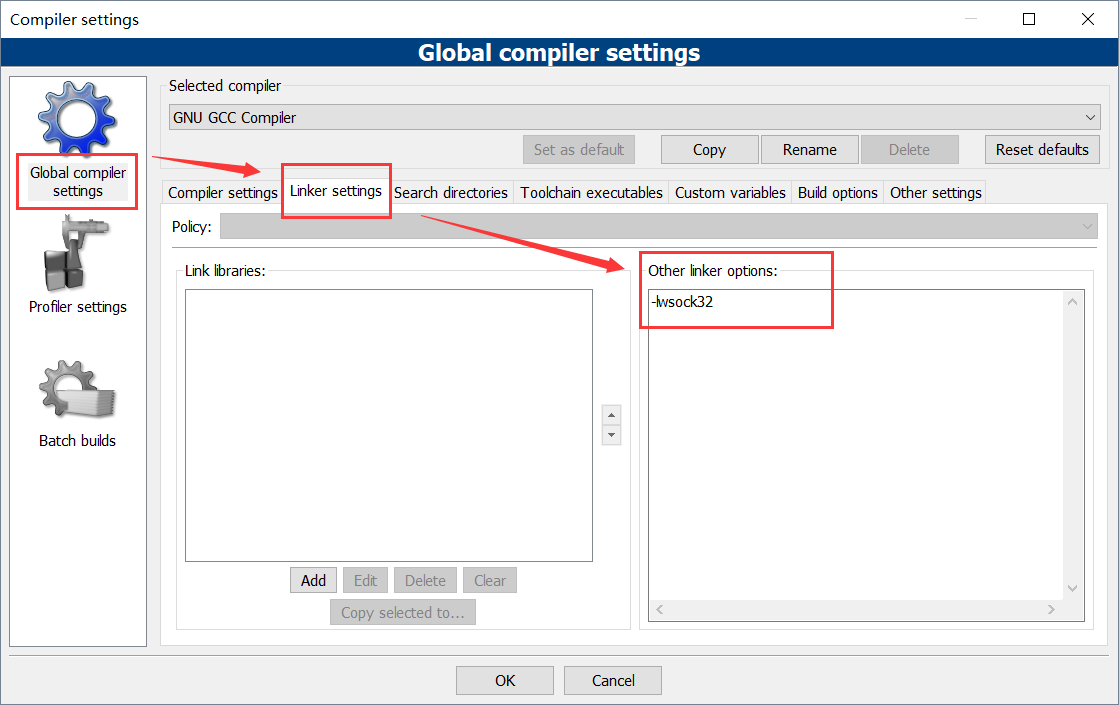 Compiler settings
Global compiler settings
Global compiler
settings
Profiler settings
Batch builds
Selected compiler
GNU GCC Compiler
Set as default
Copy
Rename
Delete
Reset defaults
Compiler settings
Linker settings
Search directories
Toolchain executables
Custom variables
Build options
Other settings
Policy:
Link libraries:
Add
Edit
Delete
Clear
Copy selected to...
Other linker options:
-lwsock32
OK
Cancel